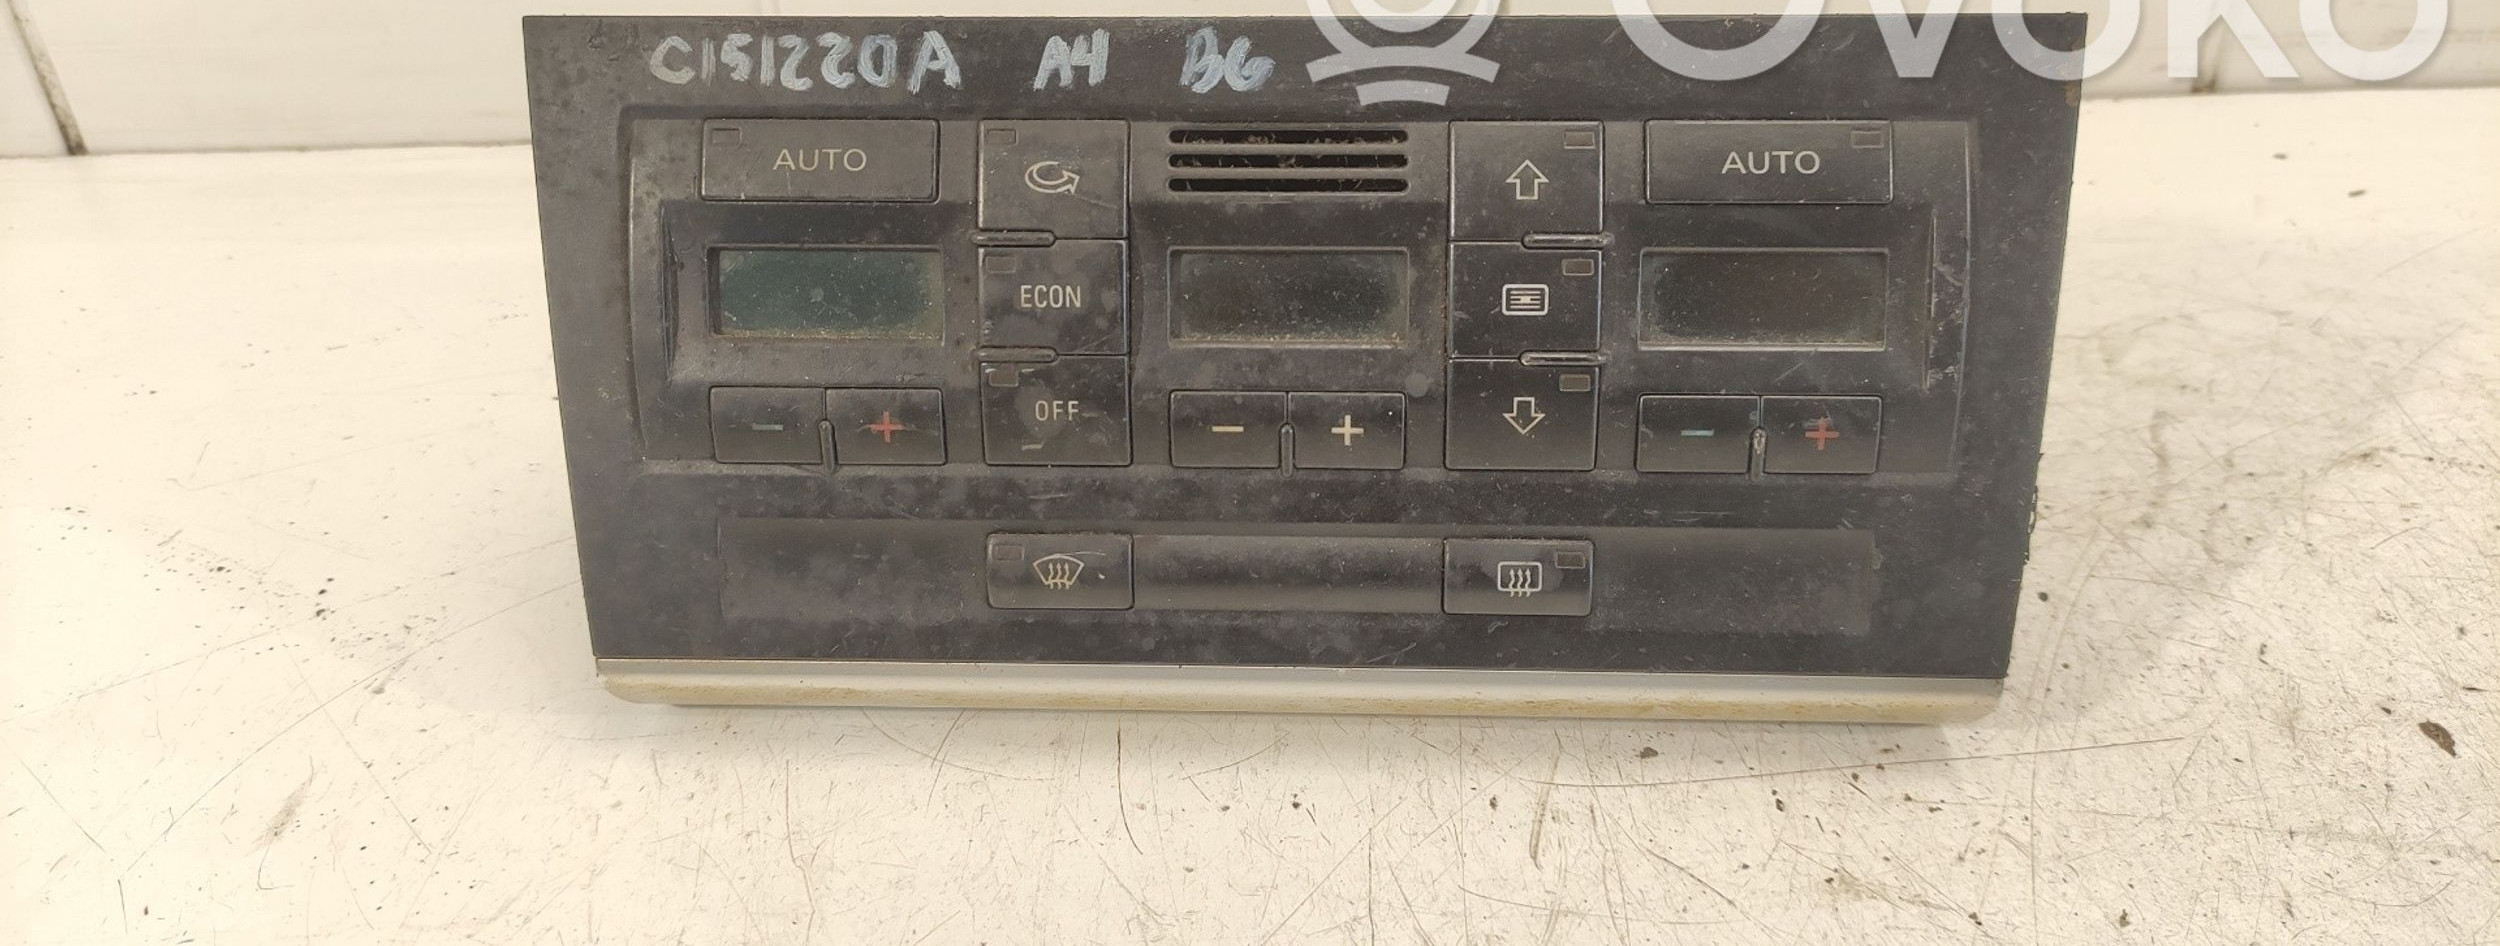 OVOKO
C151220A A4 B6
AUTO AUTO
ECON
- + OFF - + - +